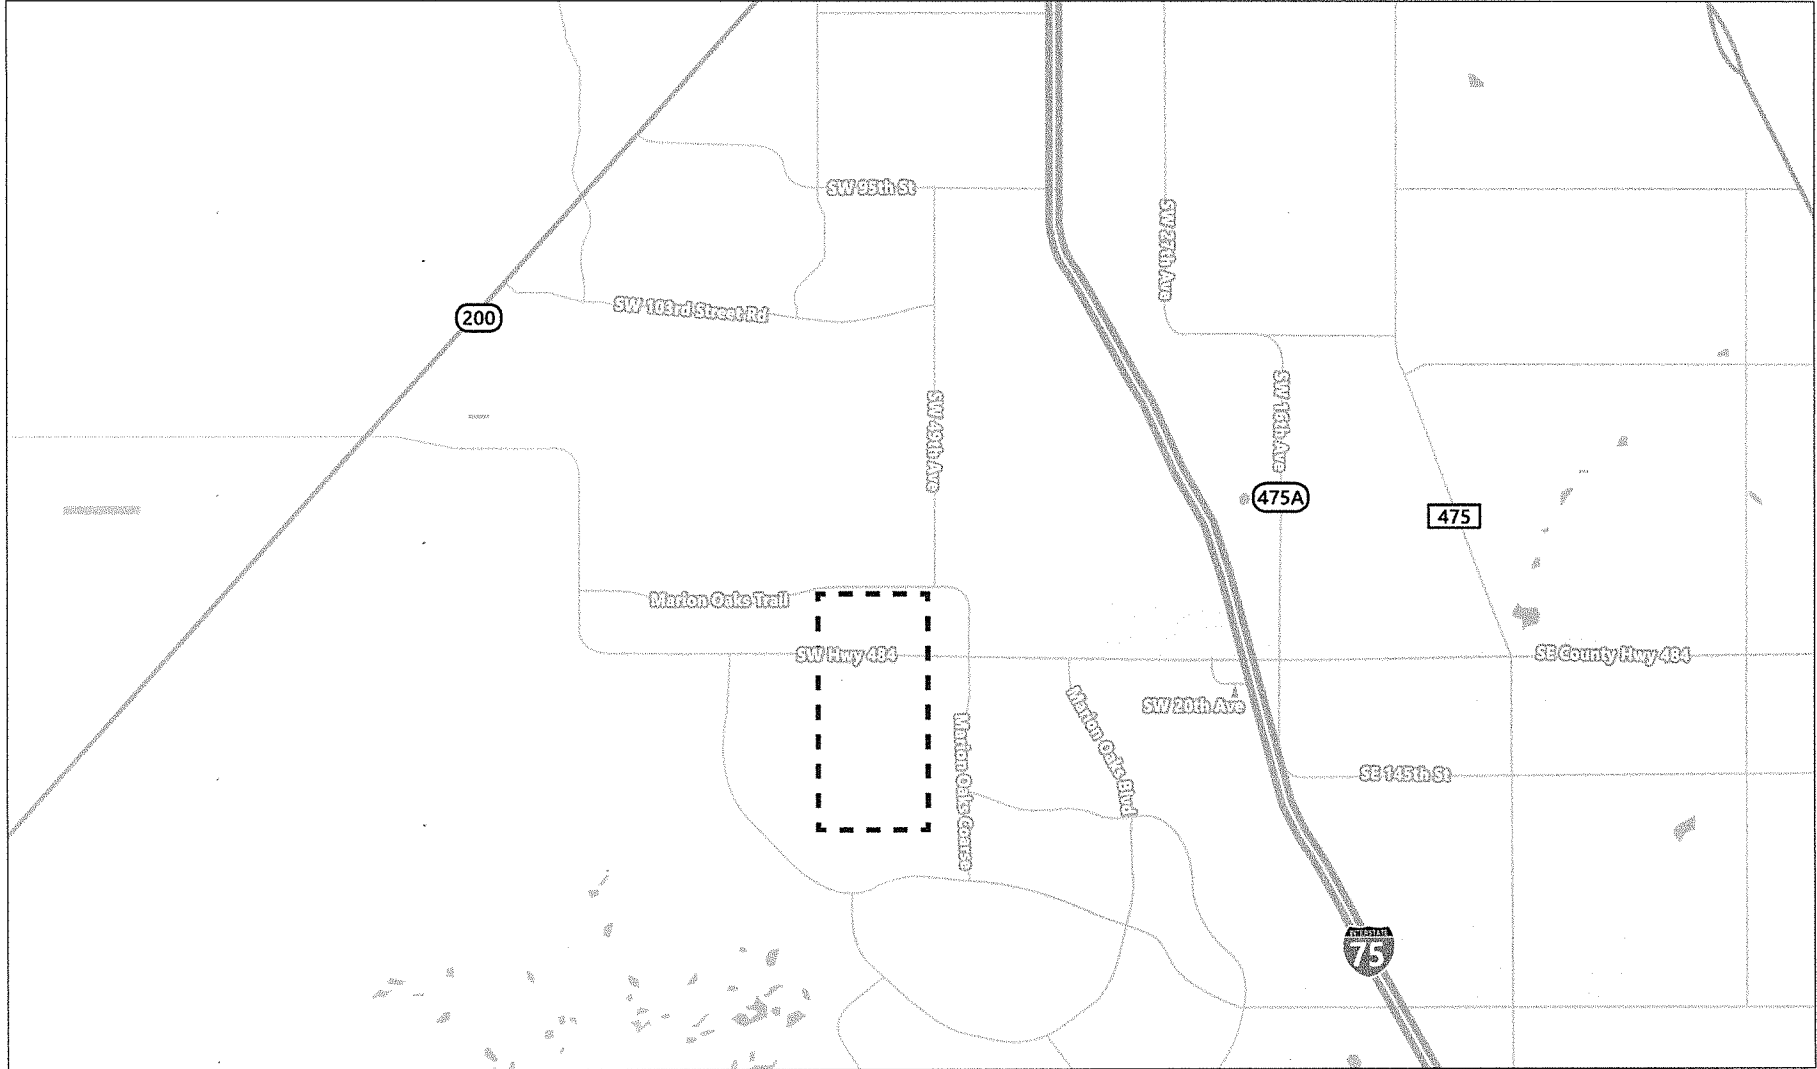 SW 95th St
SW 27th Ave
SW 103rd Street Rd
200
SW 49th Ave
SW 16th Ave
475A
475
Marion Oaks Trail
SW Hwy 484
SE County Hwy 484
SW 20th Ave
Marion Oaks Blvd
Marion Oaks Coarse
SE 145th St
INTERSTATE
75